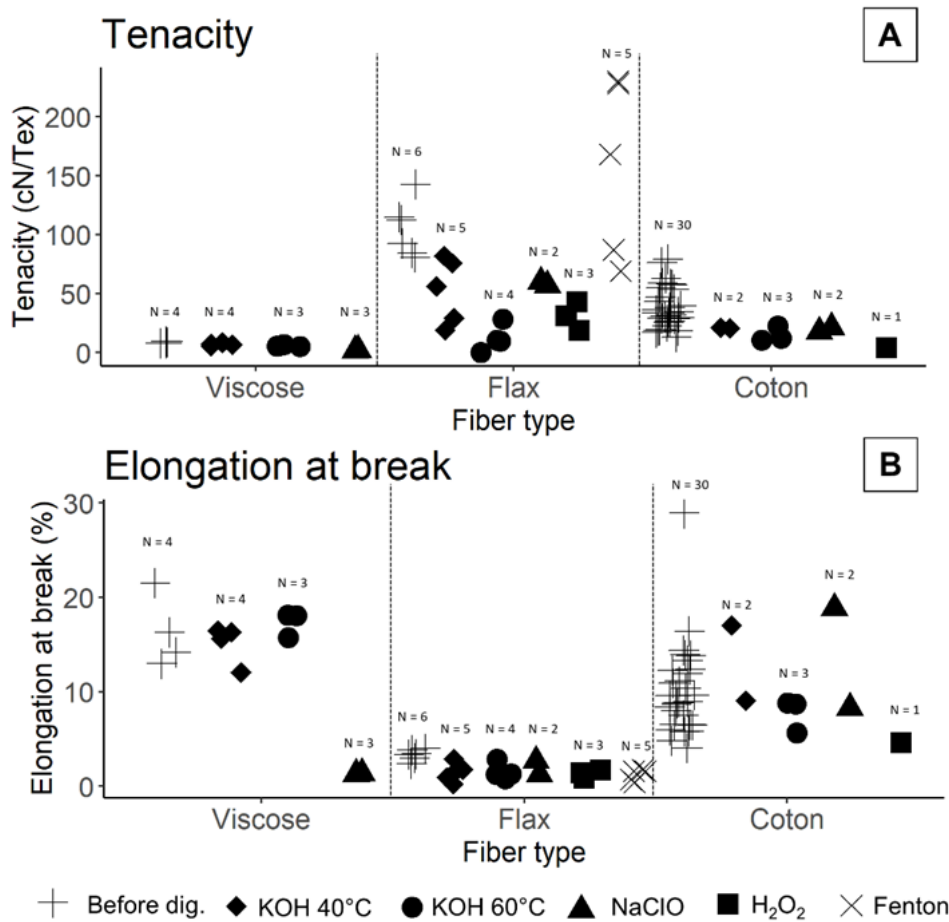 Tenacity
A
Tenacity (cN/Tex)
200
150
100
50
0
N = 4
N = 4
N = 3
N = 3
N = 6
N = 5
N = 4
N = 2
N = 3
N = 5
N = 30
N = 2
N = 3
N = 2
N = 1
Viscose
Flax
Coton
Fiber type
Elongation at break
B
Elongation at break (%)
30
20
10
0
N = 4
N = 4
N = 3
N = 3
N = 6
N = 5
N = 4
N = 2
N = 3
N = 5
N = 30
N = 2
N = 3
N = 2
N = 1
Viscose
Flax
Coton
Fiber type
Before dig. KOH 40°C KOH 60°C NaClO H₂O₂ Fenton